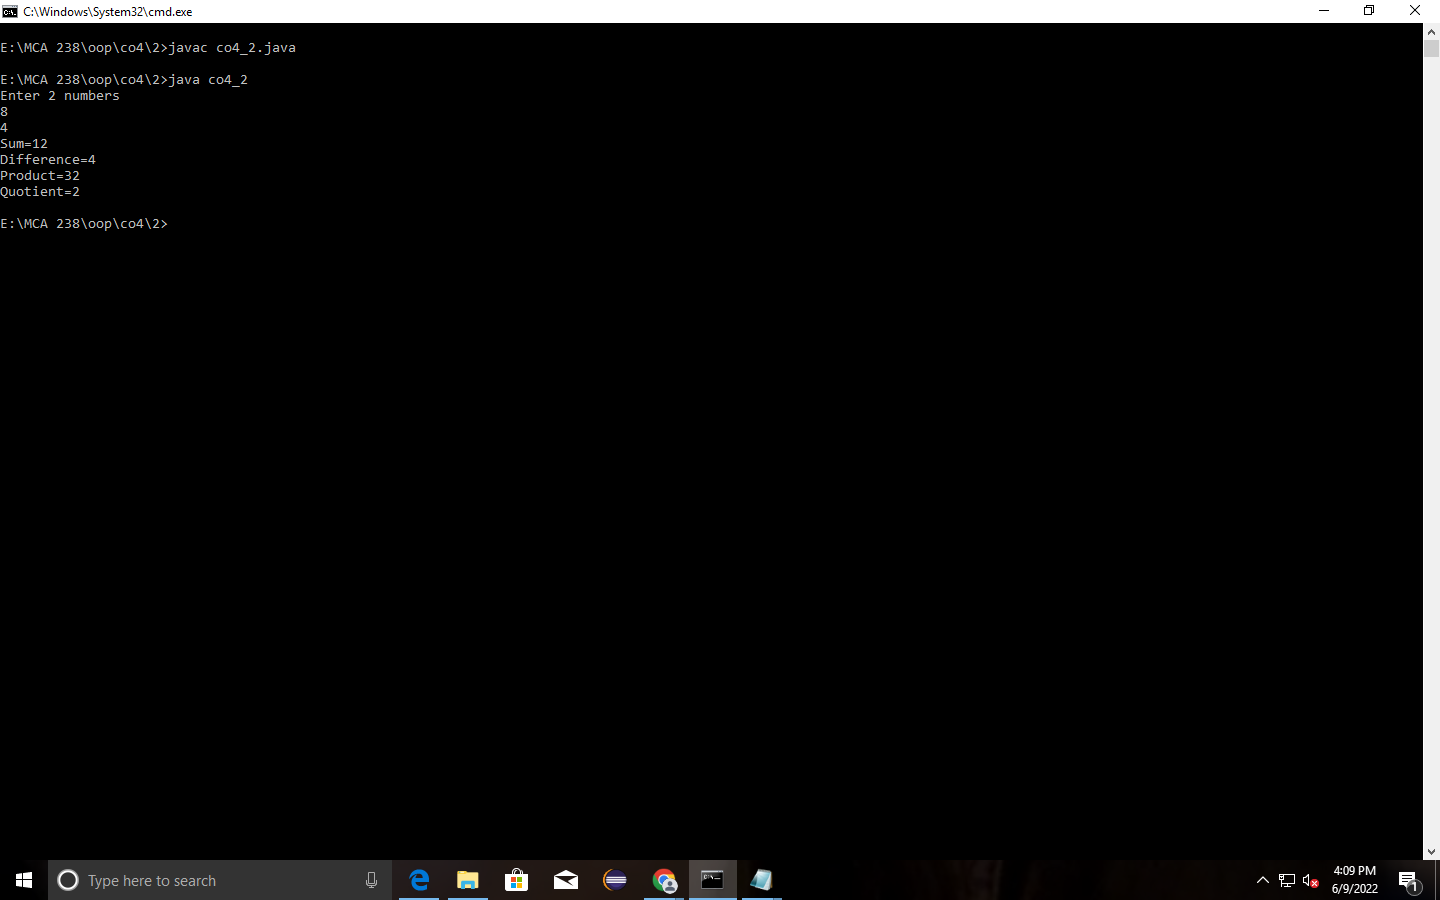 C:\Windows\System32\cmd.exe
E:\MCA 238\oop\co4\2>javac co4_2.java
E:\MCA 238\oop\co4\2>java co4_2
Enter 2 numbers
8
4
Sum=12
Difference=4
Product=32
Quotient=2
E:\MCA 238\oop\co4\2>
Type here to search
4:09 PM
6/9/2022
1